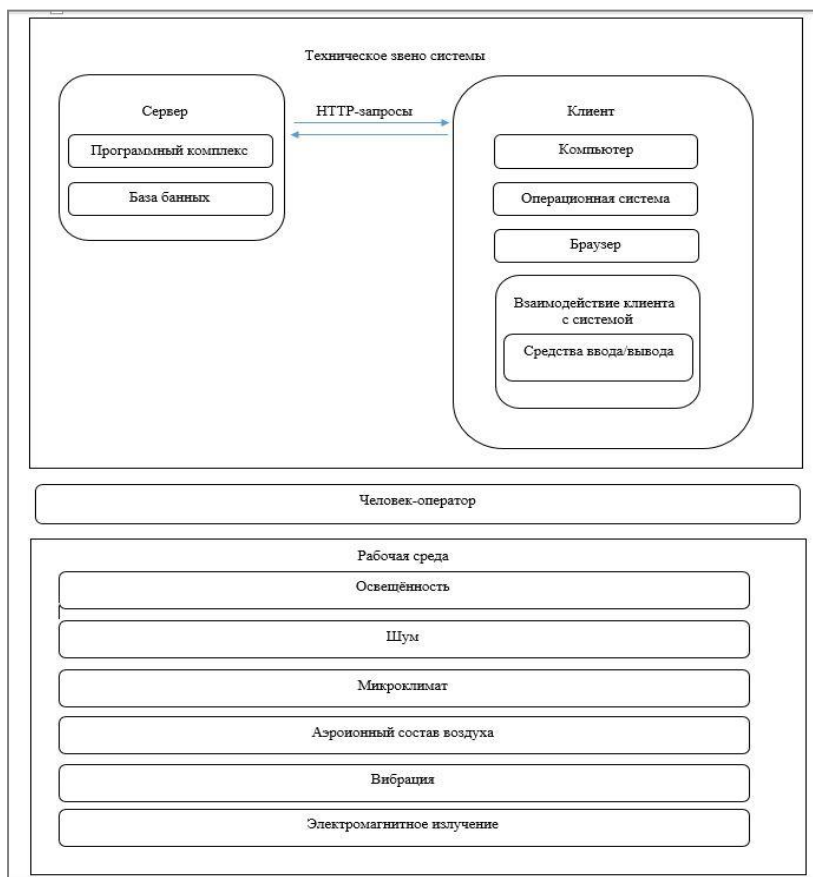 Техническое звено системы
Сервер
HTTP-запросы
Клиент
Программный комплекс
База банных
Компьютер
Операционная система
Браузер
Взаимодействие клиента
с системой
Средства ввода/вывода
Человек-оператор
Рабочая среда
Освещённость
Шум
Микроклимат
Аэроионный состав воздуха
Вибрация
Электромагнитное излучение